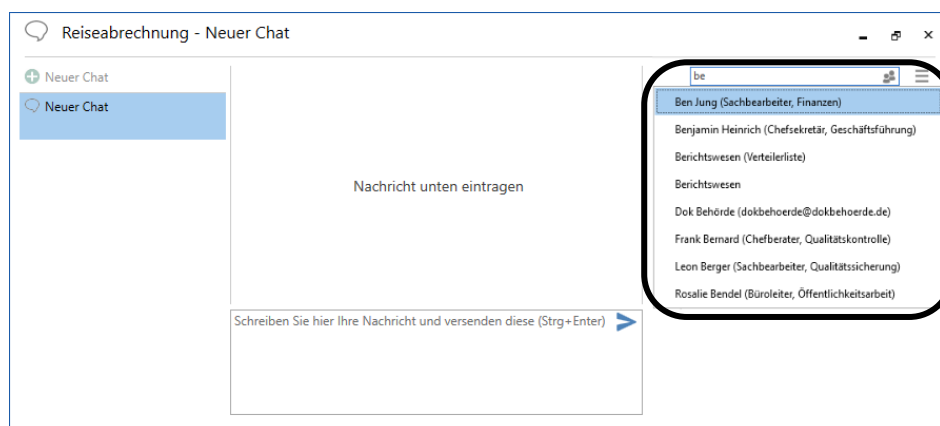 Reiseabrechnung - Neuer Chat
Neuer Chat
Neuer Chat
Nachricht unten eintragen
Schreiben Sie hier Ihre Nachricht und versenden diese (Strg+Enter)
be
Ben Jung (Sachbearbeiter, Finanzen)
Benjamin Heinrich (Chefsekretär, Geschäftsführung)
Berichtswesen (Verteilerliste)
Berichtswesen
Dok Behörde (dokbehoerde@dokbehoerde.de)
Frank Bernard (Chefberater, Qualitätskontrolle)
Leon Berger (Sachbearbeiter, Qualitätssicherung)
Rosalie Bendel (Büroleiter, Öffentlichkeitsarbeit)